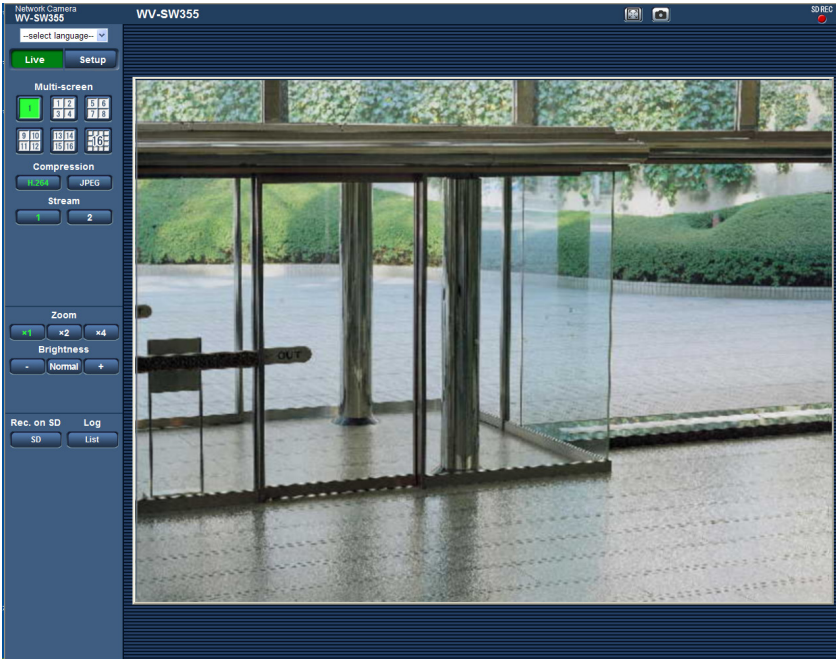 Network Camera
WV-SW355
WV-SW355
SD REC
--select language--
Live Setup
Multi-screen
1 1 2 3 4 5 6 7 8
9 10 11 12 13 14 15 16 16
Compression
H.264 JPEG
Stream
1 2
Zoom
×1 ×2 ×4
Brightness
- Normal +
OUT
Rec. on SD Log
SD List